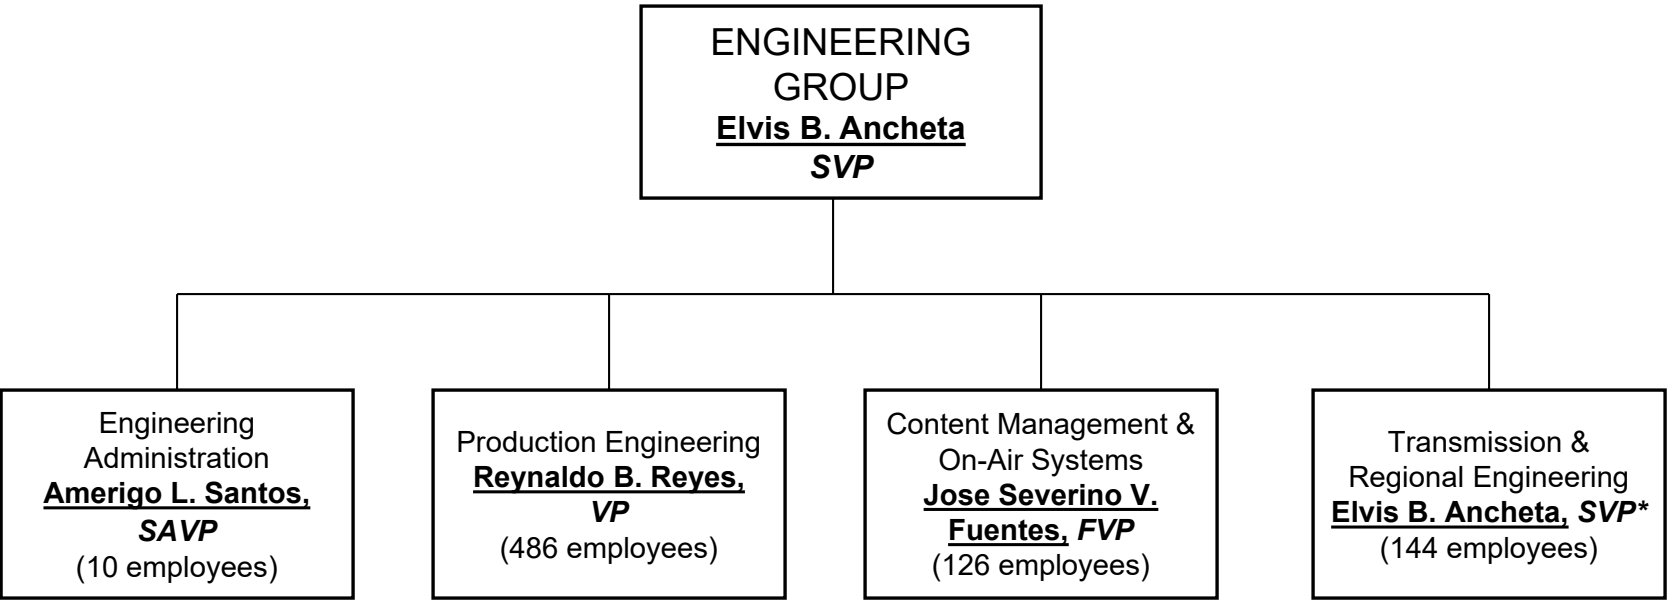 ENGINEERING
GROUP
Elvis B. Ancheta
SVP
Engineering
Administration
Amerigo L. Santos,
SAVP
(10 employees)
Production Engineering
Reynaldo B. Reyes,
VP
(486 employees)
Content Management &
On-Air Systems
Jose Severino V.
Fuentes, FVP
(126 employees)
Transmission &
Regional Engineering
Elvis B. Ancheta, SVP*
(144 employees)